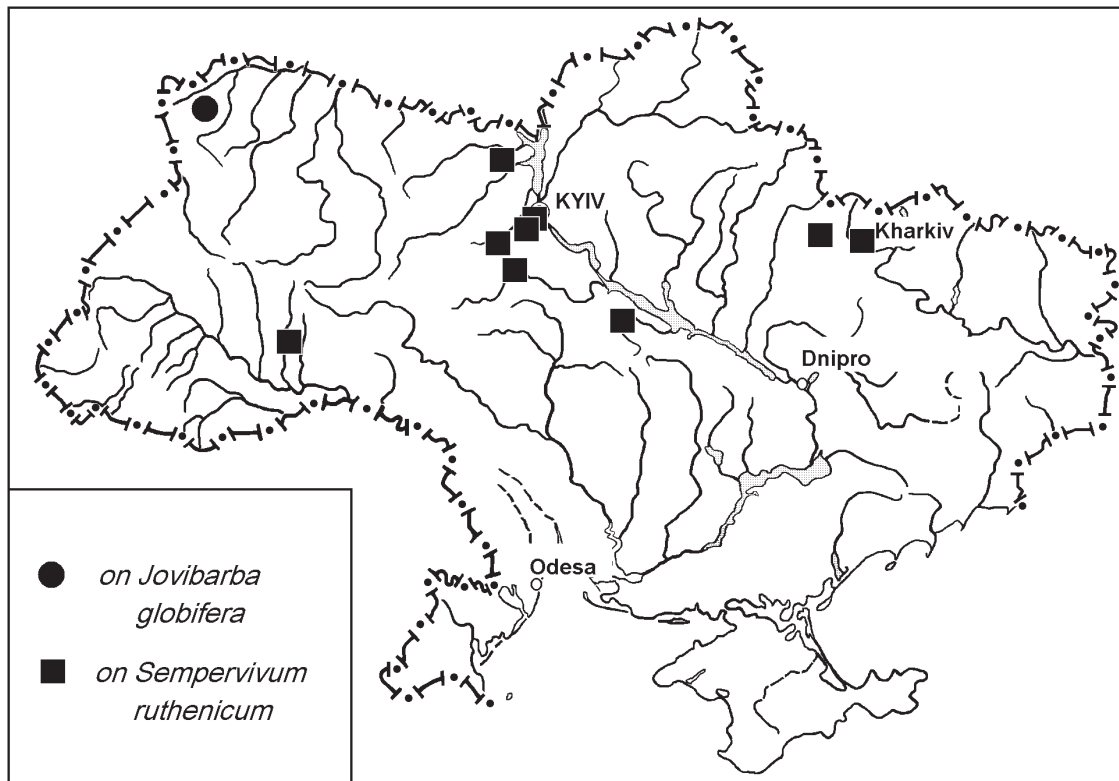 KYIV
Kharkiv
Dnipro
Odesa
on Jovibarba
globifera
on Sempervivum
ruthenicum